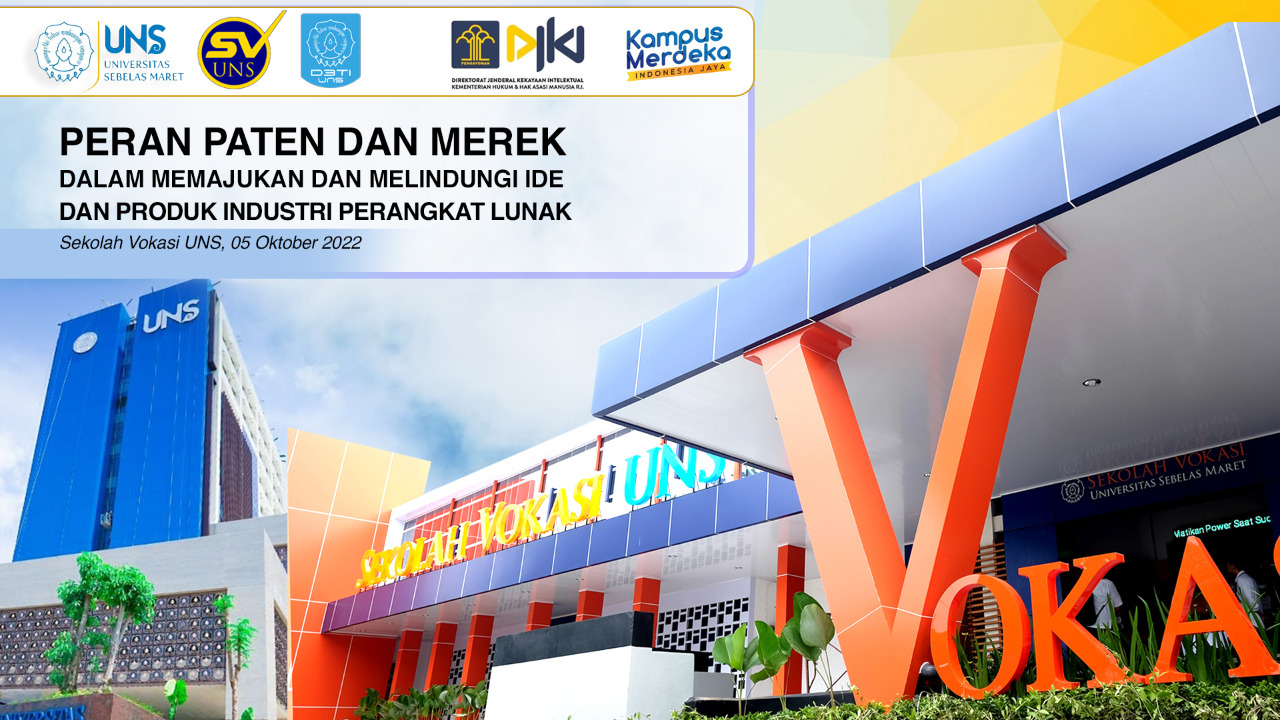 UNS
UNIVERSITAS
SEBELAS MARET
SV
UNS
D3TI
UNS
PENGAYOMAN
DJKI
DIREKTORAT JENDERAL KEKAYAAN INTELEKTUAL
KEMENTERIAN HUKUM & HAK ASASI MANUSIA R.I.
Kampus
Merdeka
INDONESIA JAYA
PERAN PATEN DAN MEREK
DALAM MEMAJUKAN DAN MELINDUNGI IDE
DAN PRODUK INDUSTRI PERANGKAT LUNAK
Sekolah Vokasi UNS, 05 Oktober 2022
UNS
SEKOLAH VOKASI UNS
SEKOLAH VOKASI
UNIVERSITAS SEBELAS MARET
Matikan Power Saat Sud
VOKAS